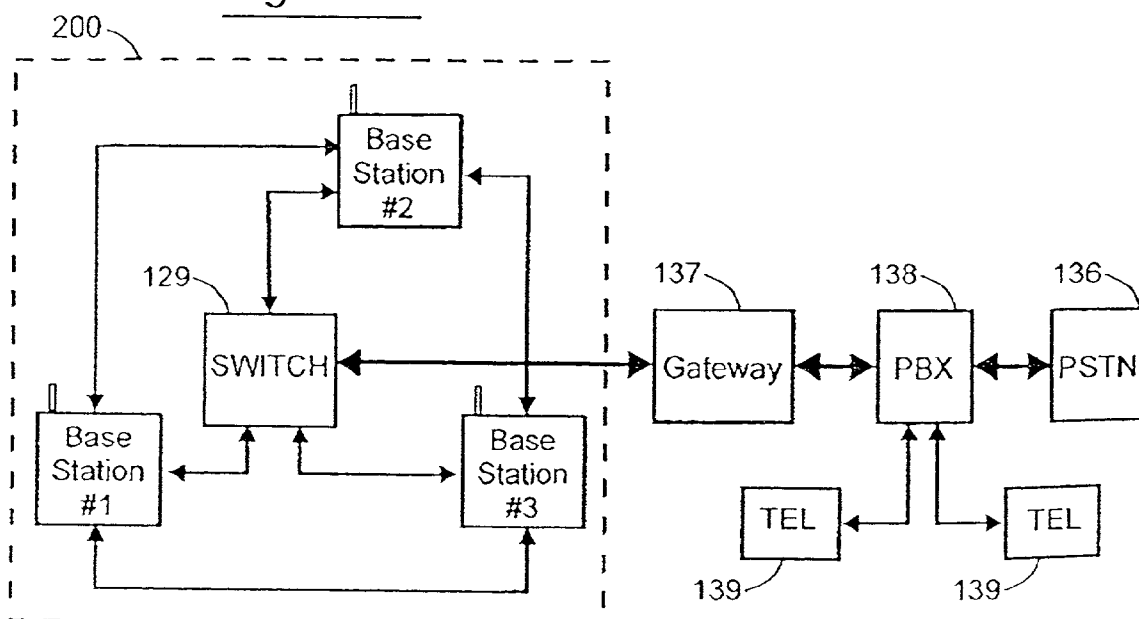 200
Base
Station
#2
129
SWITCH
137
Gateway
138
PBX
136
PSTN
Base
Station
#1
Base
Station
#3
TEL
139
TEL
139